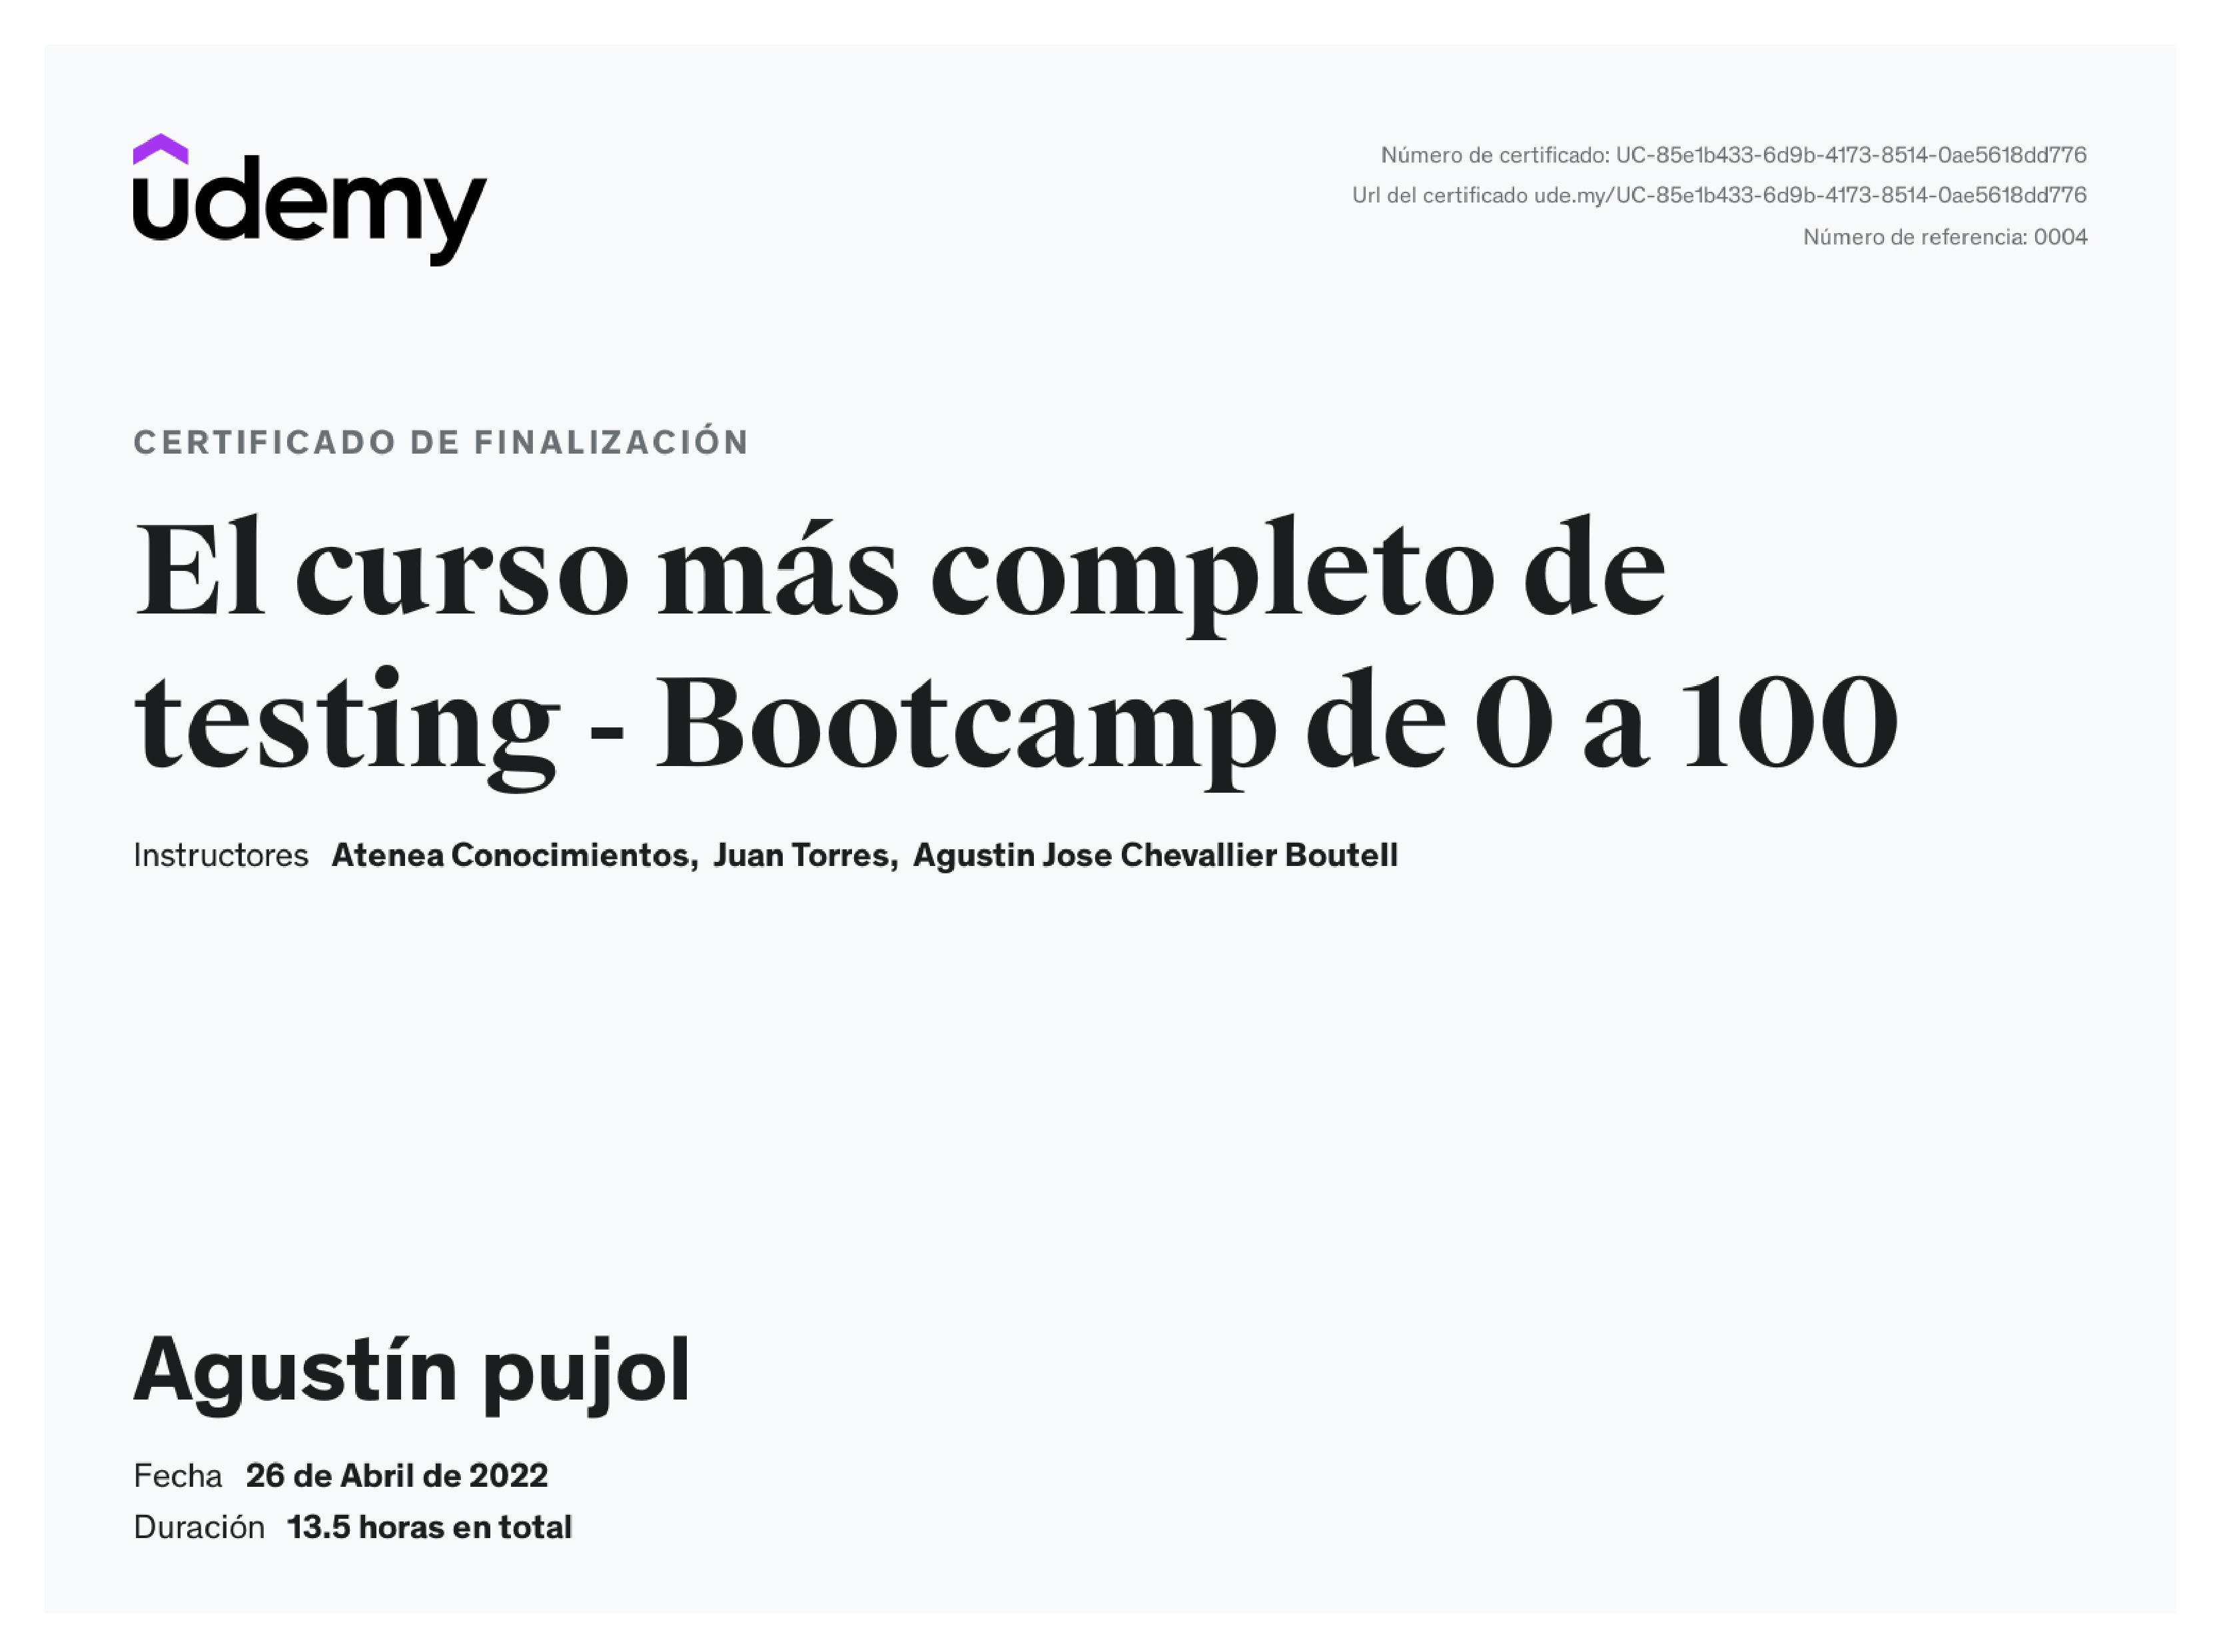 udemy
Número de certificado: UC-85e1b433-6d9b-4173-8514-0ae5618dd776
Url del certificado ude.my/UC-85e1b433-6d9b-4173-8514-0ae5618dd776
Número de referencia: 0004
CERTIFICADO DE FINALIZACIÓN
El curso más completo de
testing - Bootcamp de 0 a 100
Instructores Atenea Conocimientos, Juan Torres, Agustin Jose Chevallier Boutell
Agustín pujol
Fecha 26 de Abril de 2022
Duración 13.5 horas en total